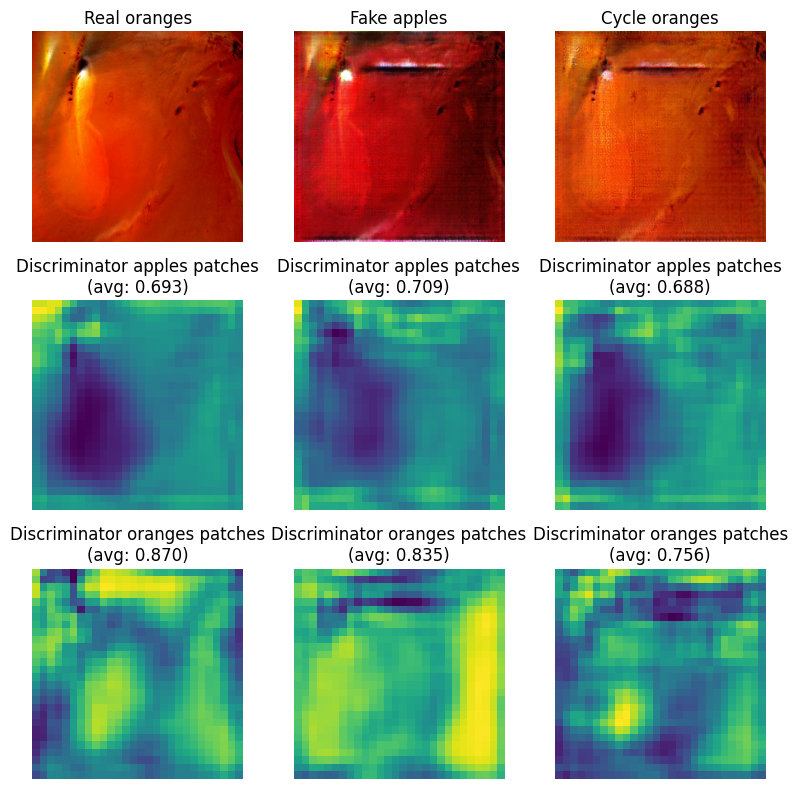 Real oranges
Fake apples
Cycle oranges
Discriminator apples patches
(avg: 0.693)
Discriminator apples patches
(avg: 0.709)
Discriminator apples patches
(avg: 0.688)
Discriminator oranges patches
(avg: 0.870)
Discriminator oranges patches
(avg: 0.835)
Discriminator oranges patches
(avg: 0.756)